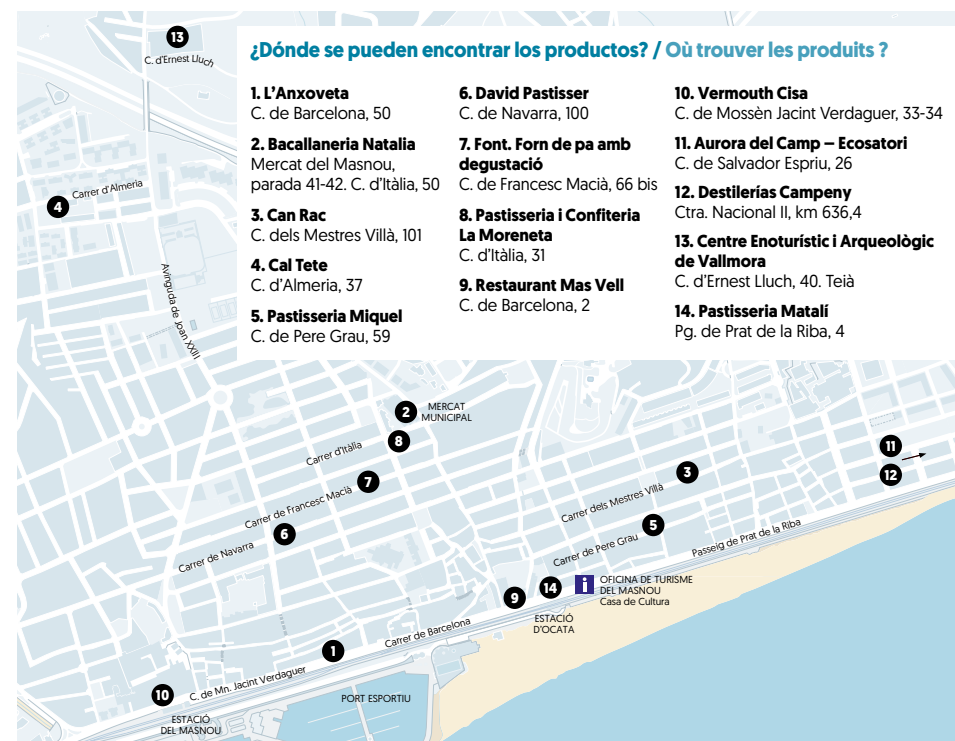 ¿Dónde se pueden encontrar los productos? / Où trouver les produits ?
1. L'Anxoveta
C. de Barcelona, 50
2. Bacallaneria Natalia
Mercat del Masnou,
parada 41-42. C. d'Itàlia, 50
3. Can Rac
C. dels Mestres Villà, 101
4. Cal Tete
C. d'Almeria, 37
5. Pastisseria Miquel
C. de Pere Grau, 59
6. David Pastisser
C. de Navarra, 100
7. Font. Forn de pa amb
degustació
C. de Francesc Macià, 66 bis
8. Pastisseria i Confiteria
La Moreneta
C. d'Itàlia, 31
9. Restaurant Mas Vell
C. de Barcelona, 2
10. Vermouth Cisa
C. de Mossèn Jacint Verdaguer, 33-34
11. Aurora del Camp – Ecosatori
C. de Salvador Espriu, 26
12. Destilerías Campeny
Ctra. Nacional II, km 636,4
13. Centre Enoturístic i Arqueològic
de Vallmora
C. d'Ernest Lluch, 40. Teià
14. Pastisseria Matalí
Pg. de Prat de la Riba, 4
13
C. d'Ernest Lluch
Carrer d'Almeria
4
Avinguda de Joan XXIII
2
MERCAT
MUNICIPAL
8
Carrer d'Itàlia
11
12
3
7
Carrer de Francesc Macià
Carrer dels Mestres Villà
6
5
Carrer de Navarra
Carrer de Pere Grau
Passeig de Prat de la Riba
i
OFICINA DE TURISME
DEL MASNOU
Casa de Cultura
14
9
ESTACIÓ
D'OCATA
Carrer de Barcelona
1
C. de Mn. Jacint Verdaguer
10
PORT ESPORTIU
ESTACIÓ
DEL MASNOU